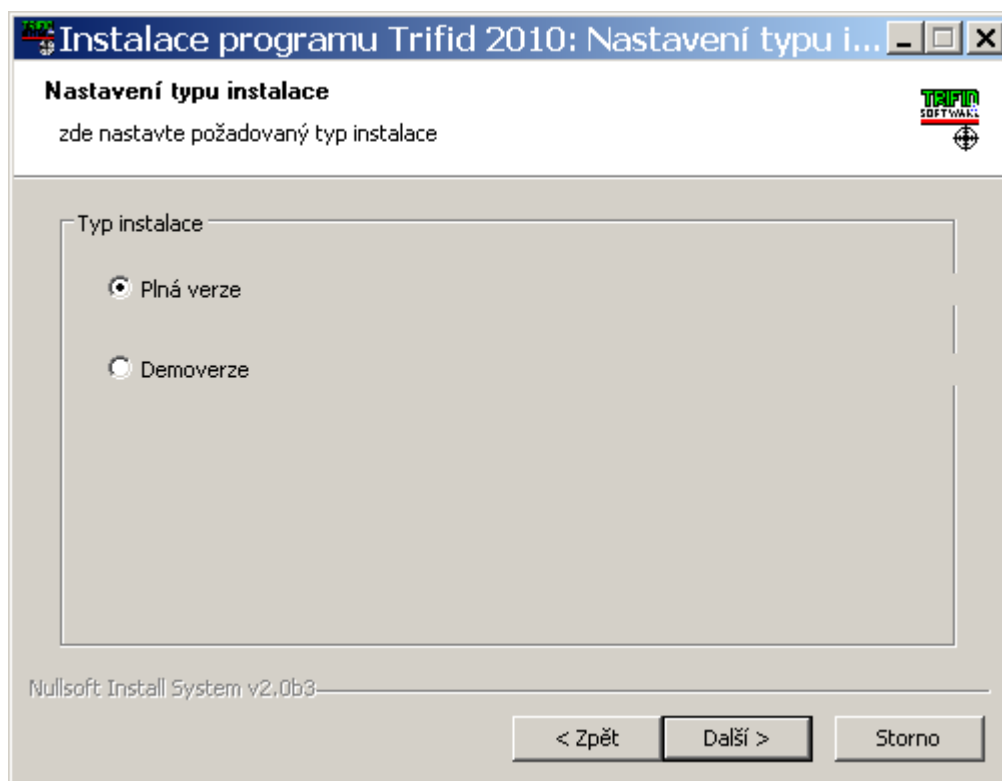 Instalace programu Trifid 2010: Nastavení typu i...
Nastavení typu instalace
zde nastavte požadovaný typ instalace
TRIFID
SOFTWARE
Typ instalace
Plná verze
Demoverze
Nullsoft Install System v2.0b3
< Zpět
Další >
Storno